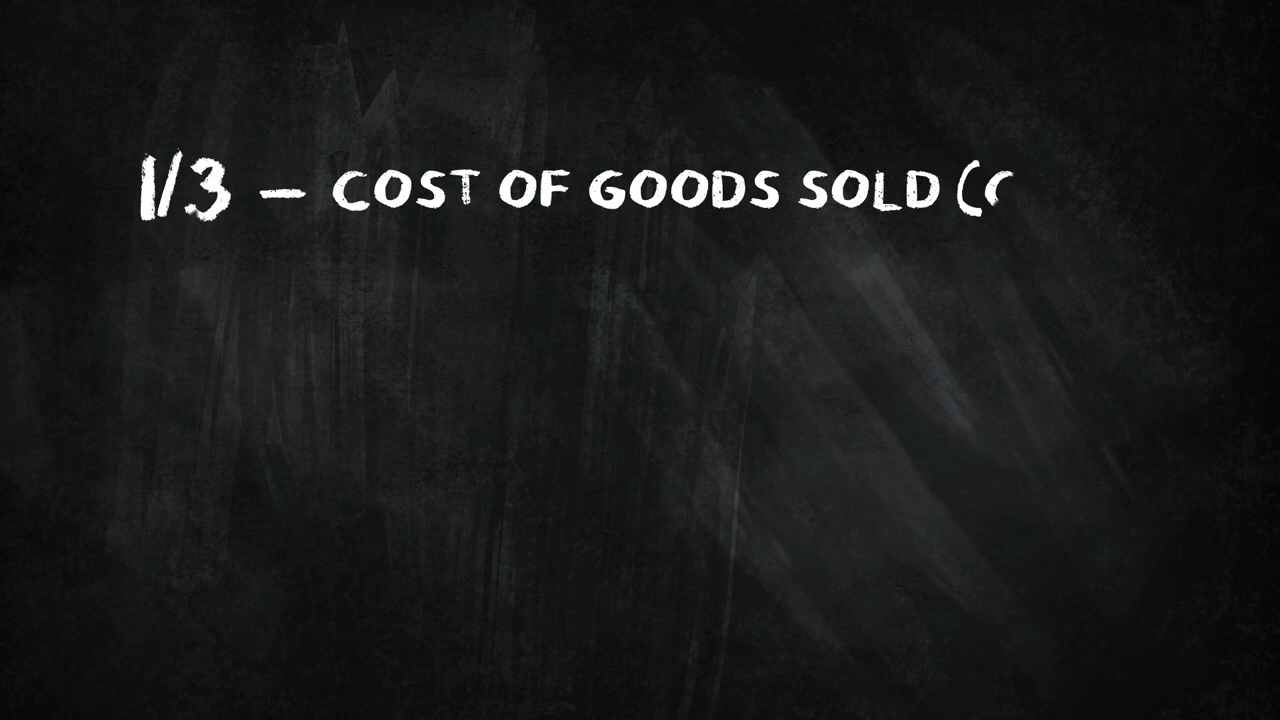 1/3 — COST OF GOODS SOLD (